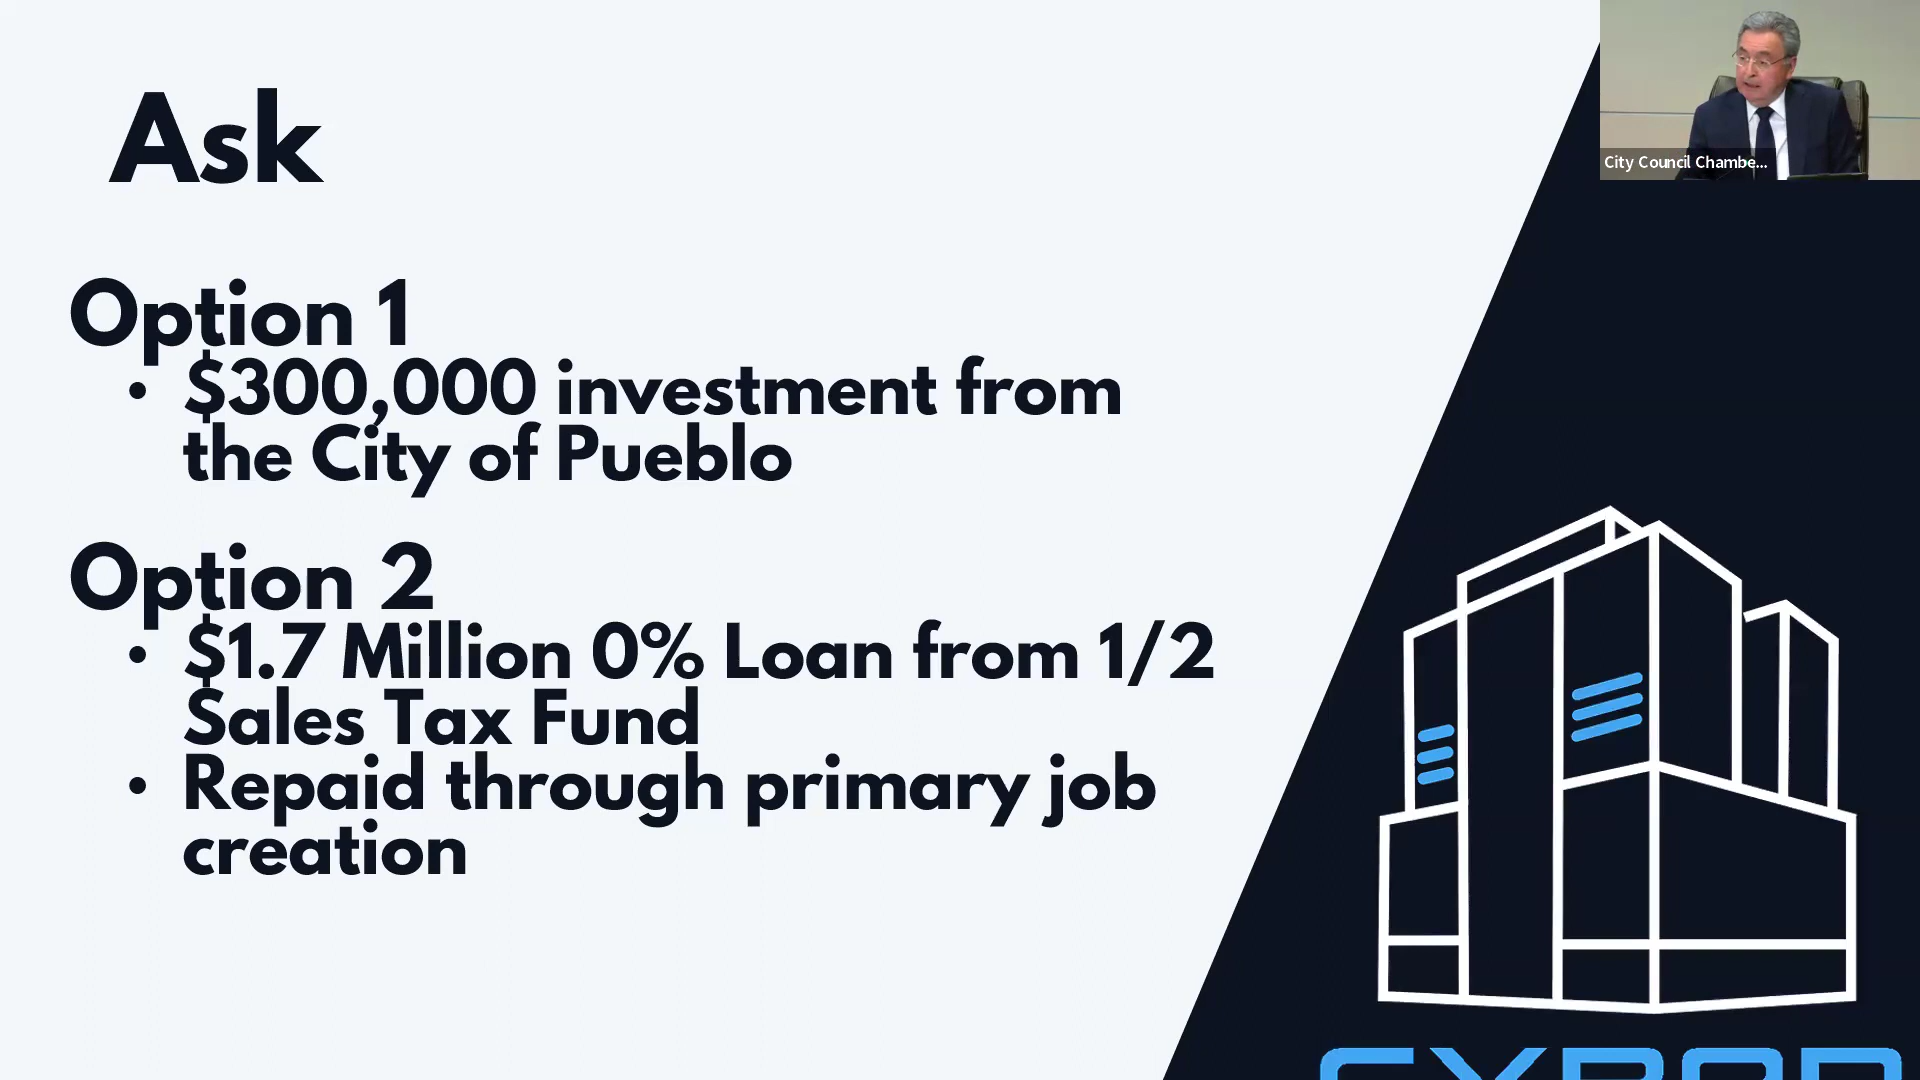 Ask
City Council Chambe...
Option 1
• $300,000 investment from
the City of Pueblo
Option 2
• $1.7 Million 0% Loan from 1/2
Sales Tax Fund
• Repaid through primary job
creation